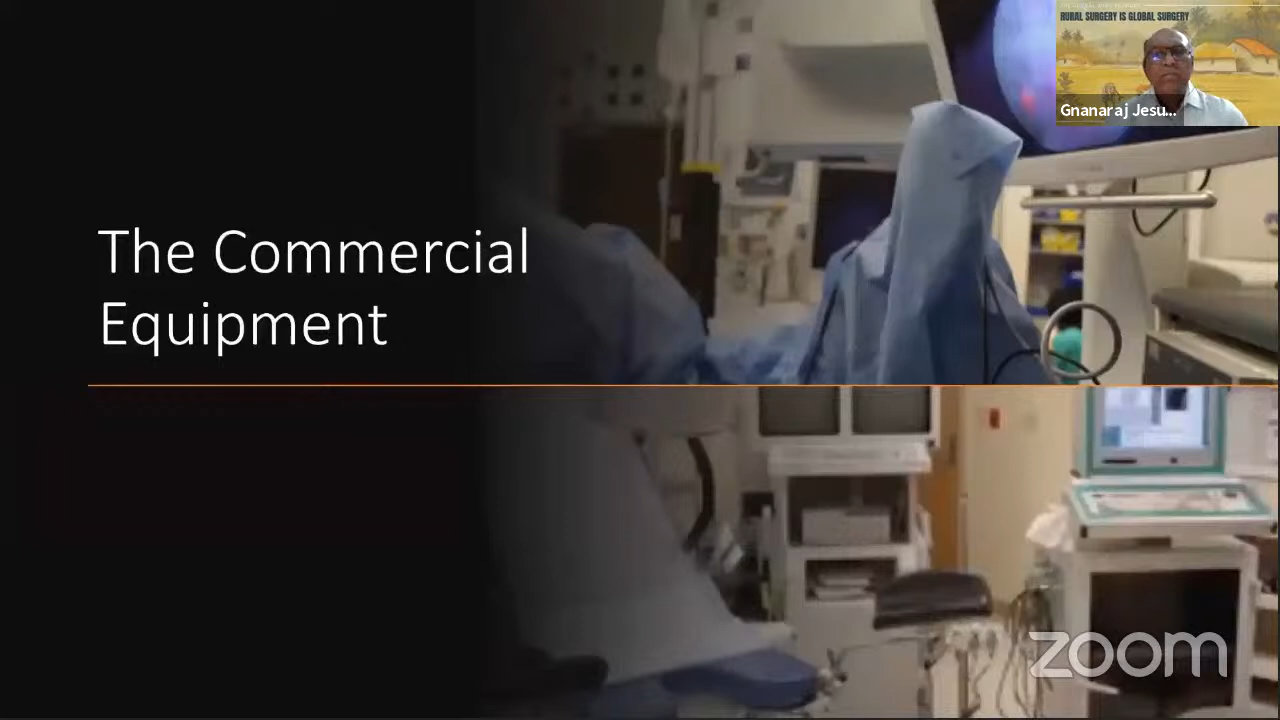 RURAL SURGERY IS GLOBAL SURGERY
Gnanaraj Jesu...
The Commercial
Equipment
zoom